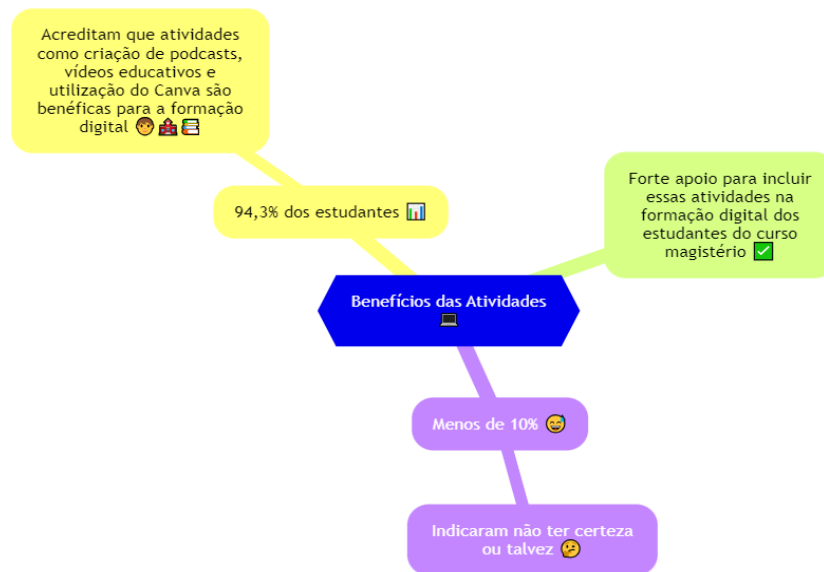 Acreditam que atividades
como criação de podcasts,
vídeos educativos e
utilização do Canva são
benéficas para a formação
digital 🧑🏫📚
94,3% dos estudantes 📊
Forte apoio para incluir
essas atividades na
formação digital dos
estudantes do curso
magistério ✅
Benefícios das Atividades
💻
Menos de 10% 😅
Indicaram não ter certeza
ou talvez 🤔